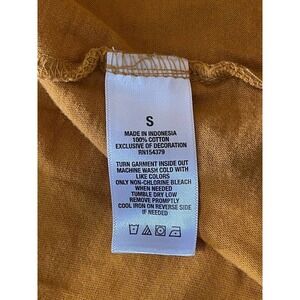 S
MADE IN INDONESIA
100% COTTON
EXCLUSIVE OF DECORATION
RN154379
TURN GARMENT INSIDE OUT
MACHINE WASH COLD WITH
LIKE COLORS
ONLY NON-CHLORINE BLEACH
WHEN NEEDED
TUMBLE DRY LOW
REMOVE PROMPTLY
COOL IRON ON REVERSE SIDE
IF NEEDED